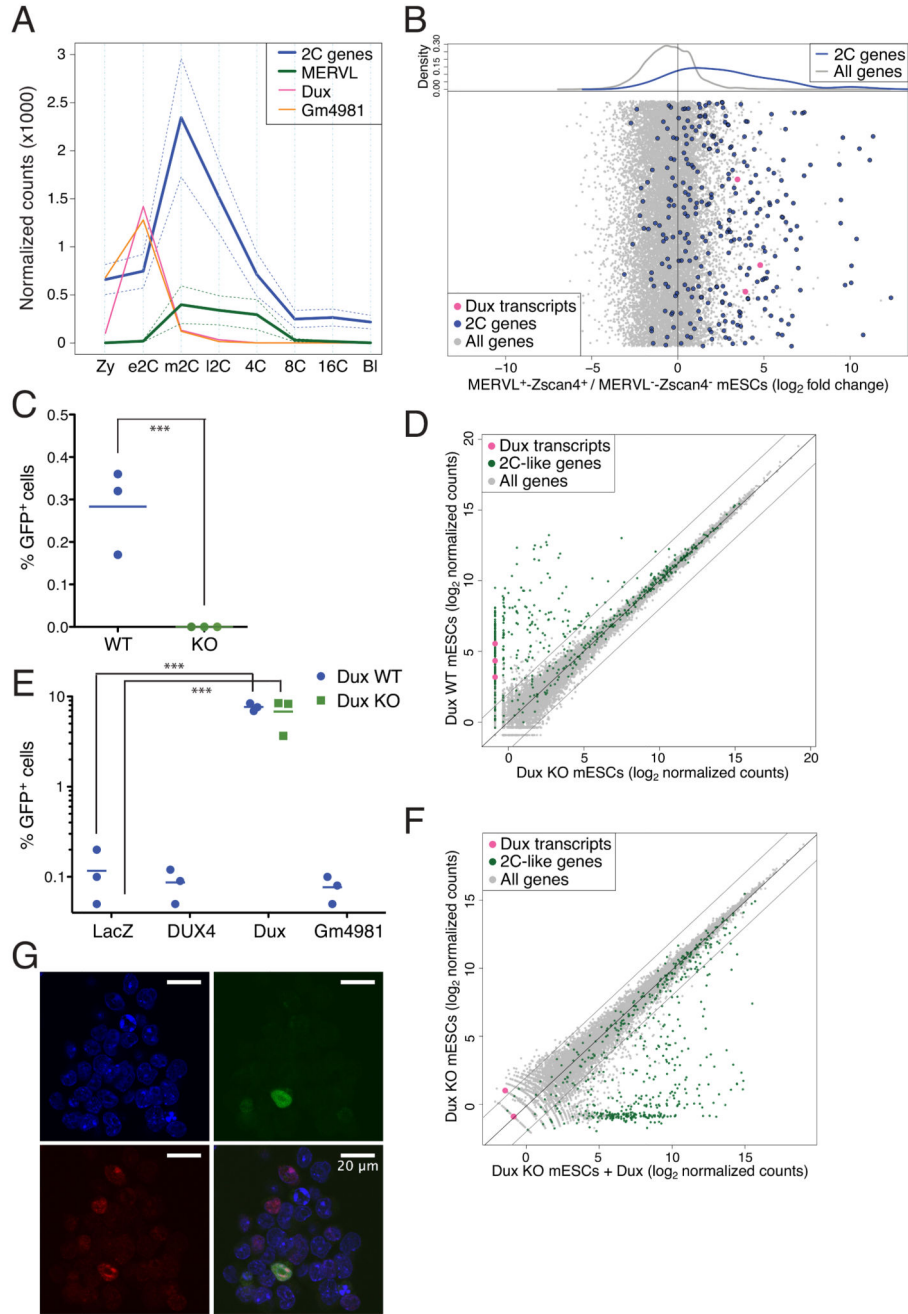 A
Normalized counts (x1000)
3
2.5
2
1.5
1
0.5
0
Zy e2C m2C l2C 4C 8C 16C Bl
2C genes
MERVL
Dux
Gm4981
B
Density
0.30
0.15
0.00
2C genes
All genes
Dux transcripts
2C genes
All genes
−10 −5 0 5 10
MERVL+-Zscan4+ / MERVL--Zscan4- mESCs (log2 fold change)
C
% GFP+ cells
0.5
0.4
0.3
0.2
0.1
0.0
***
WT KO
D
Dux WT mESCs (log2 normalized counts)
20
15
10
5
0
Dux transcripts
2C-like genes
All genes
0 5 10 15 20
Dux KO mESCs (log2 normalized counts)
E
% GFP+ cells
10
1
0.1
***
***
Dux WT
Dux KO
LacZ DUX4 Dux Gm4981
F
Dux KO mESCs (log2 normalized counts)
15
10
5
0
Dux transcripts
2C-like genes
All genes
0 5 10 15
Dux KO mESCs + Dux (log2 normalized counts)
G
20 µm